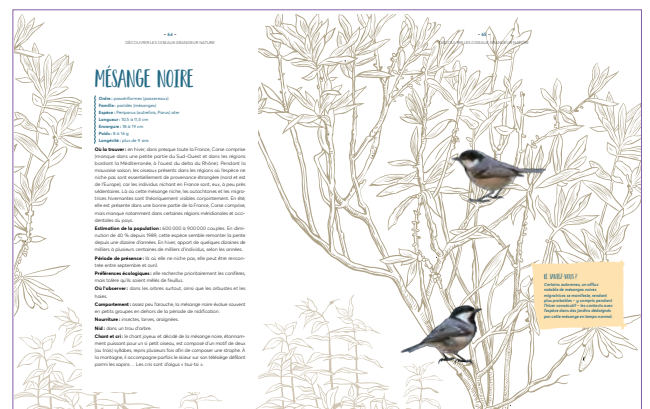 – 64 –
DÉCOUVRIR LES OISEAUX GRANDEUR NATURE
– 65 –
DÉCOUVRIR LES OISEAUX GRANDEUR NATURE
MÉSANGE NOIRE
Ordre : passériformes (passereaux)
Famille : paridés (mésanges)
Espèce : Periparus (autrefois, Parus) ater
Longueur : 10,5 à 11,5 cm
Envergure : 18 à 19 cm
Poids : 8 à 10 g
Longévité : plus de 9 ans
Où la trouver : en hiver, dans presque toute la France, Corse comprise
(manque dans une petite partie du Sud-Ouest et dans les régions
bordant la Méditerranée, à l'ouest du delta du Rhône). Pendant la
mauvaise saison, les oiseaux présents dans les régions où l'espèce ne
niche pas sont essentiellement de provenance étrangère (nord et est
de l'Europe), car les individus nichant en France sont, eux, à peu près
sédentaires. Là où cette mésange niche, les autochtones et les migra-
trices hivernantes sont théoriquement visibles conjointement. En été,
elle est présente dans une bonne partie de la France, Corse comprise,
mais manque notamment dans certaines régions méridionales et occi-
dentales du pays.
Estimation de la population : 600 000 à 900 000 couples. En dimi-
nution de 40 % depuis 1989, cette espèce semble remonter la pente
depuis une dizaine d'années. En hiver, apport de quelques dizaines de
milliers à plusieurs centaines de milliers d'individus, selon les années.
Période de présence : là où elle ne niche pas, elle peut être rencon-
trée entre septembre et avril.
Préférences écologiques : elle recherche prioritairement les conifères,
mais tolère qu'ils soient mêlés de feuillus.
Où l'observer : dans les arbres surtout, ainsi que les arbustes et les
haies.
Comportement : assez peu farouche, la mésange noire évolue souvent
en petits groupes en dehors de la période de nidification.
Nourriture : insectes, larves, araignées.
Nid : dans un trou d'arbre.
Chant et cri : le chant joyeux et décidé de la mésange noire, étonnam-
ment puissant pour un si petit oiseau, est composé d'un motif de deux
(ou trois) syllabes, repris plusieurs fois afin de composer une strophe. À
la montagne, il accompagne parfois le skieur sur son télésiège défilant
parmi les sapins… Les cris sont d'aigus « tsui-tsi ».
LE SAVIEZ-VOUS ?
Certains automnes, un afflux
notable de mésanges noires
migratrices se manifeste, rendant
plus probables – y compris pendant
l'hiver consécutif – les contacts avec
l'espèce dans des jardins dédaignés
par cette mésange en temps normal.